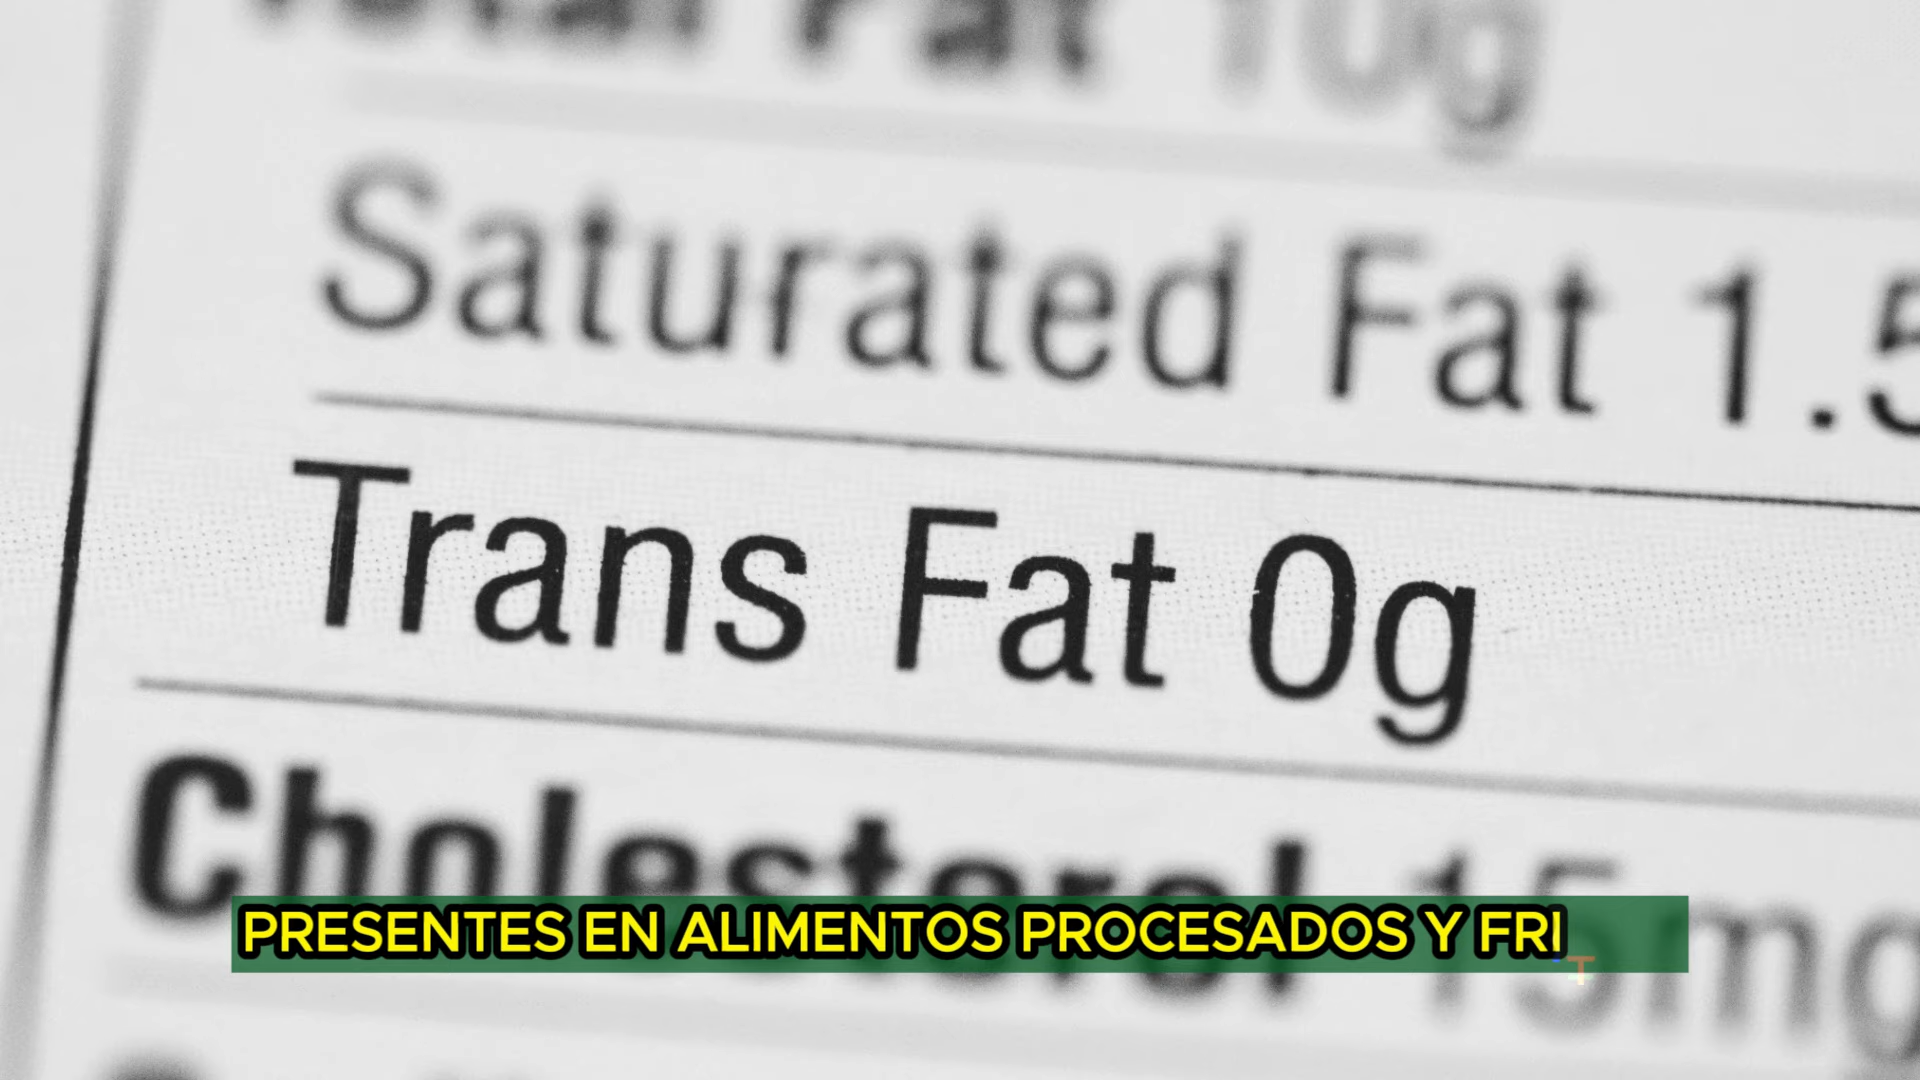 Total Fat 10g
Saturated Fat 1.5
Trans Fat 0g
Cholesterol 15mg
PRESENTES EN ALIMENTOS PROCESADOS Y FRI